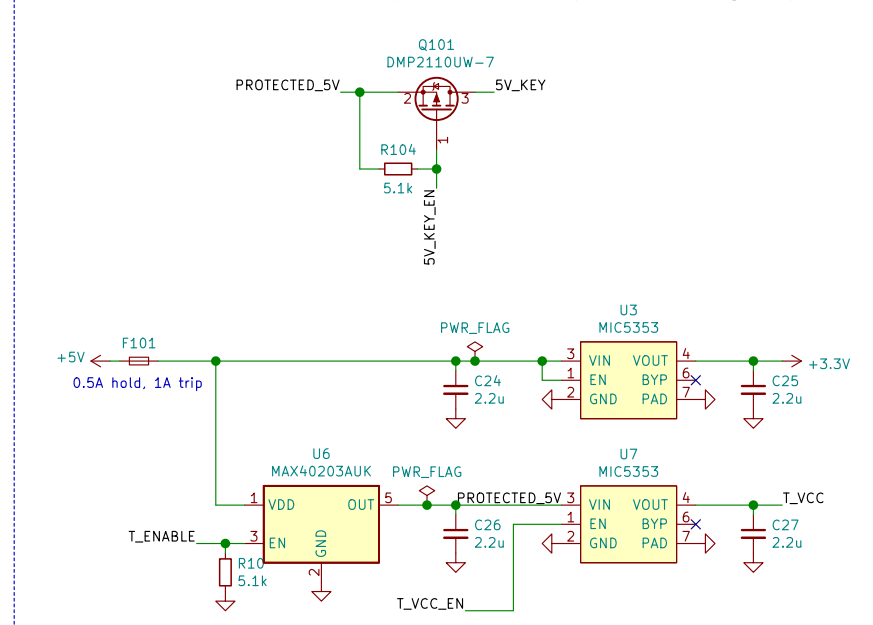 Q101
DMP2110UW-7
PROTECTED_5V
2
3
5V_KEY
1
R104
5.1k
5V_KEY_EN
+5V
F101
0.5A hold, 1A trip
PWR_FLAG
C24
2.2u
U3
MIC5353
3 VIN VOUT 4
1 EN BYP 6
2 GND PAD 7
+3.3V
C25
2.2u
U6
MAX40203AUK
1 VDD OUT 5
3 EN
GND
2
T_ENABLE
R10
5.1k
PWR_FLAG
PROTECTED_5V
C26
2.2u
T_VCC_EN
U7
MIC5353
3 VIN VOUT 4
1 EN BYP 6
2 GND PAD 7
T_VCC
C27
2.2u